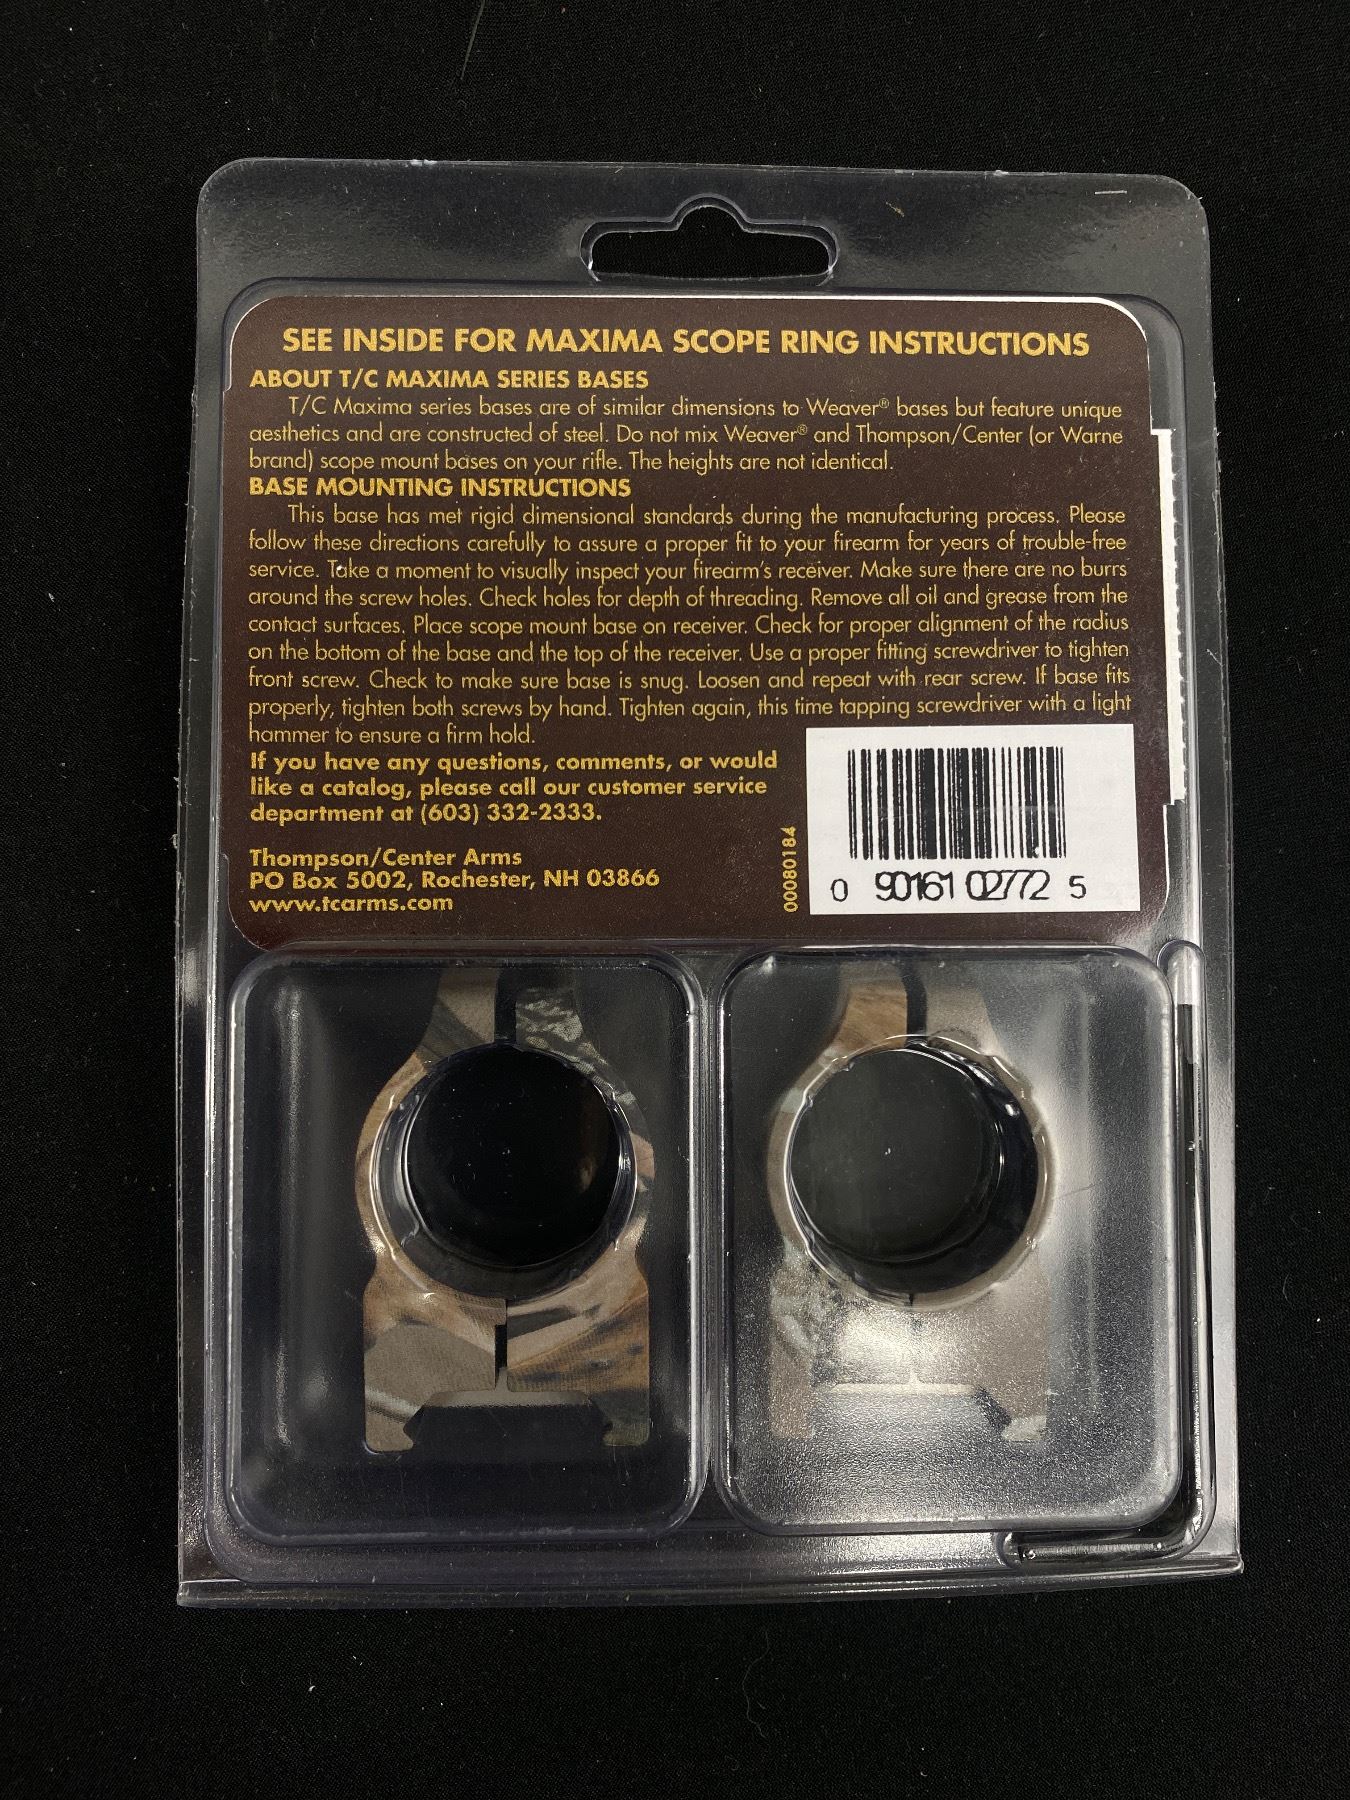 SEE INSIDE FOR MAXIMA SCOPE RING INSTRUCTIONS
ABOUT T/C MAXIMA SERIES BASES
T/C Maxima series bases are of similar dimensions to Weaver® bases but feature unique
aesthetics and are constructed of steel. Do not mix Weaver® and Thompson/Center (or Warne
brand) scope mount bases on your rifle. The heights are not identical.
BASE MOUNTING INSTRUCTIONS
This base has met rigid dimensional standards during the manufacturing process. Please
follow these directions carefully to assure a proper fit to your firearm for years of trouble-free
service. Take a moment to visually inspect your firearm's receiver. Make sure there are no burrs
around the screw holes. Check holes for depth of threading. Remove all oil and grease from the
contact surfaces. Place scope mount base on receiver. Check for proper alignment of the radius
on the bottom of the base and the top of the receiver. Use a proper fitting screwdriver to tighten
front screw. Check to make sure base is snug. Loosen and repeat with rear screw. If base fits
properly, tighten both screws by hand. Tighten again, this time tapping screwdriver with a light
hammer to ensure a firm hold.
If you have any questions, comments, or would
like a catalog, please call our customer service
department at (603) 332-2333.
Thompson/Center Arms
PO Box 5002, Rochester, NH 03866
www.tcarms.com
00080184
0 90161 02772 5